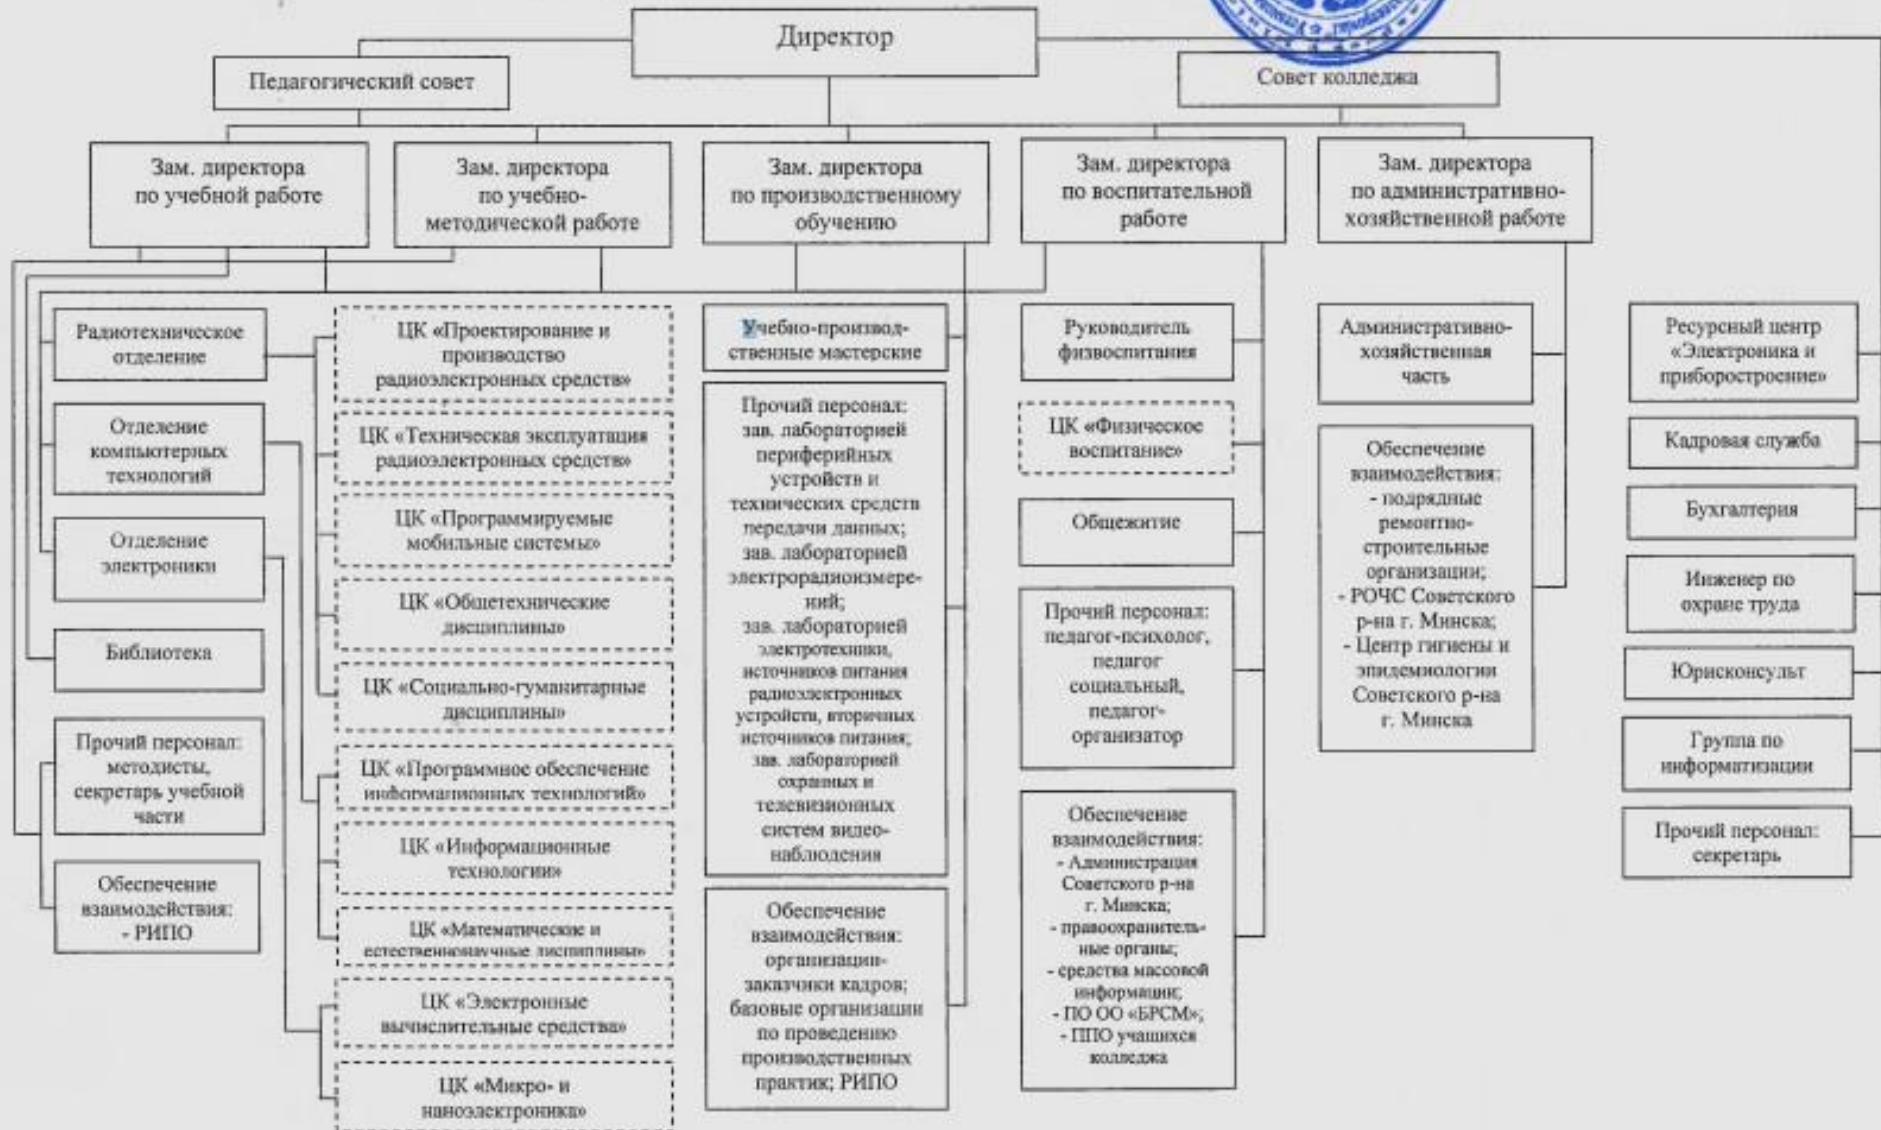 Директор
Педагогический совет
Совет колледжа
Зам. директора
по учебной работе
Зам. директора
по учебно-
методической работе
Зам. директора
по производственному
обучению
Зам. директора
по воспитательной
работе
Зам. директора
по административно-
хозяйственной работе
Радиотехническое
отделение
Отделение
компьютерных
технологий
Отделение
электроники
Библиотека
Прочий персонал:
методисты,
секретарь учебной
части
Обеспечение
взаимодействия:
- РИПО
ЦК «Проектирование и
производство
радиоэлектронных средств»
ЦК «Техническая эксплуатация
радиоэлектронных средств»
ЦК «Программируемые
мобильные системы»
ЦК «Общетехнические
дисциплины»
ЦК «Социально-гуманитарные
дисциплины»
ЦК «Программное обеспечение
информационных технологий»
ЦК «Информационные
технологии»
ЦК «Математические и
естественнонаучные дисциплины»
ЦК «Электронные
вычислительные средства»
ЦК «Микро- и
наноэлектроника»
Учебно-производ-
ственные мастерские
Прочий персонал:
зав. лабораторией
периферийных
устройств и
технических средств
передачи данных;
зав. лабораторией
электрорадиоизмере-
ний;
зав. лабораторией
электротехники,
источников питания
радиоэлектронных
устройств, вторичных
источников питания;
зав. лабораторией
охранных и
телевизионных
систем видео-
наблюдения
Обеспечение
взаимодействия:
организации-
заказчики кадров;
базовые организации
по проведению
производственных
практик; РИПО
Руководитель
физвоспитания
ЦК «Физическое
воспитание»
Общежитие
Прочий персонал:
педагог-психолог,
педагог
социальный,
педагог-
организатор
Обеспечение
взаимодействия:
- Администрация
Советского р-на
г. Минска;
- правоохранитель-
ные органы;
- средства массовой
информации;
- ПО ОО «БРСМ»;
- ППО учащихся
колледжа
Административно-
хозяйственная
часть
Обеспечение
взаимодействия:
- подрядные
ремонтно-
строительные
организации;
- РОЧС Советского
р-на г. Минска;
- Центр гигиены и
эпидемиологии
Советского р-на
г. Минска
Ресурсный центр
«Электроника и
приборостроение»
Кадровая служба
Бухгалтерия
Инженер по
охране труда
Юрисконсульт
Группа по
информатизации
Прочий персонал:
секретарь